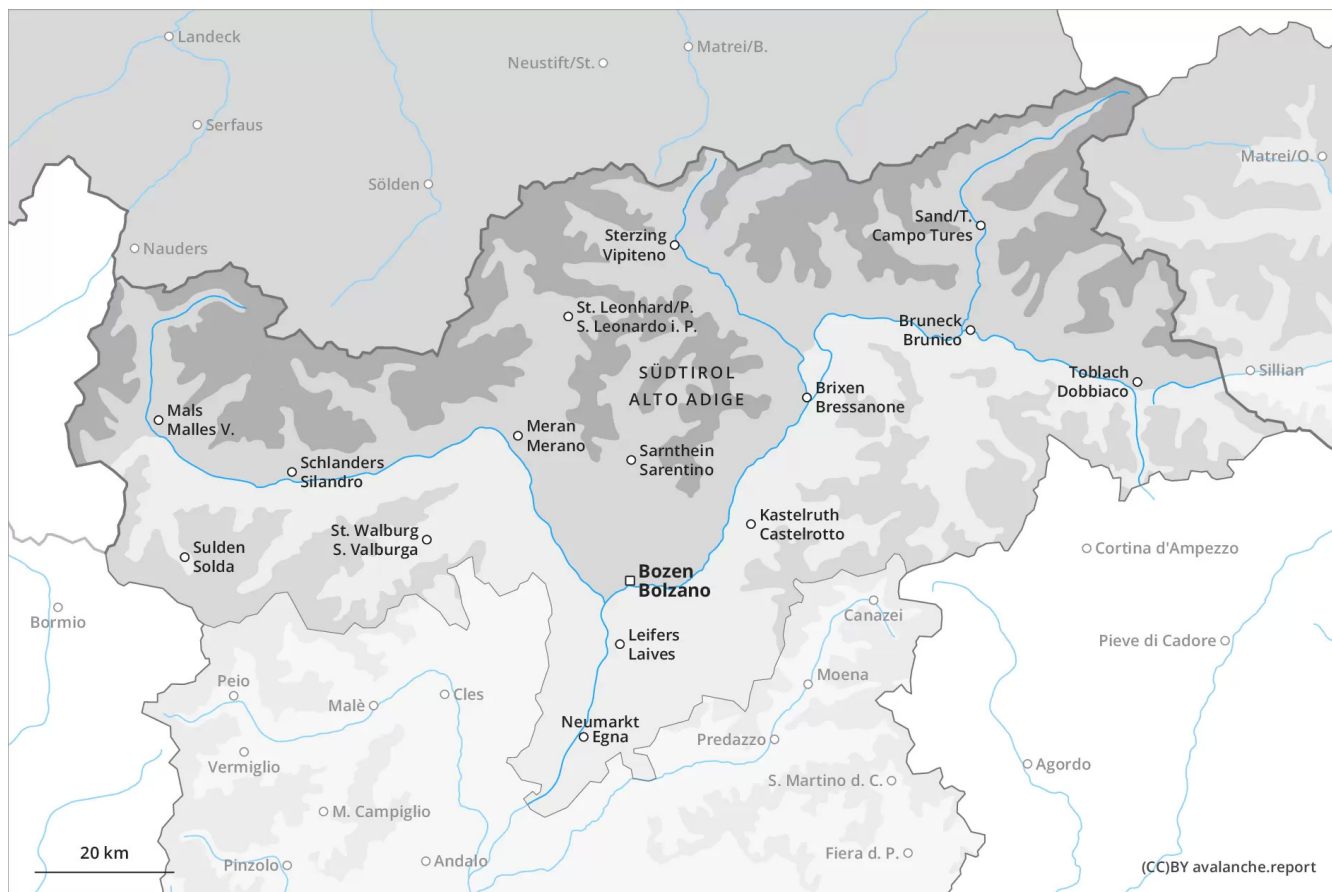 Landeck
Matrei/B.
Neustift/St.
Serfaus
Matrei/O.
Sölden
Sand/T.
Campo Tures
Sterzing
Vipiteno
Nauders
St. Leonhard/P.
S. Leonardo i. P.
Bruneck
Brunico
SÜDTIROL
ALTO ADIGE
Toblach
Dobbiaco
Sillian
Brixen
Bressanone
Mals
Malles V.
Meran
Merano
Schlanders
Silandro
Sarnthein
Sarentino
Kastelruth
Castelrotto
St. Walburg
S. Valburga
Sulden
Solda
Cortina d'Ampezzo
Bozen
Bolzano
Bormio
Canazei
Leifers
Laives
Pieve di Cadore
Peio
Malè
Cles
Moena
Neumarkt
Egna
Predazzo
Vermiglio
Agordo
S. Martino d. C.
M. Campiglio
20 km
Pinzolo
Andalo
Fiera d. P.
(CC)BY avalanche.report